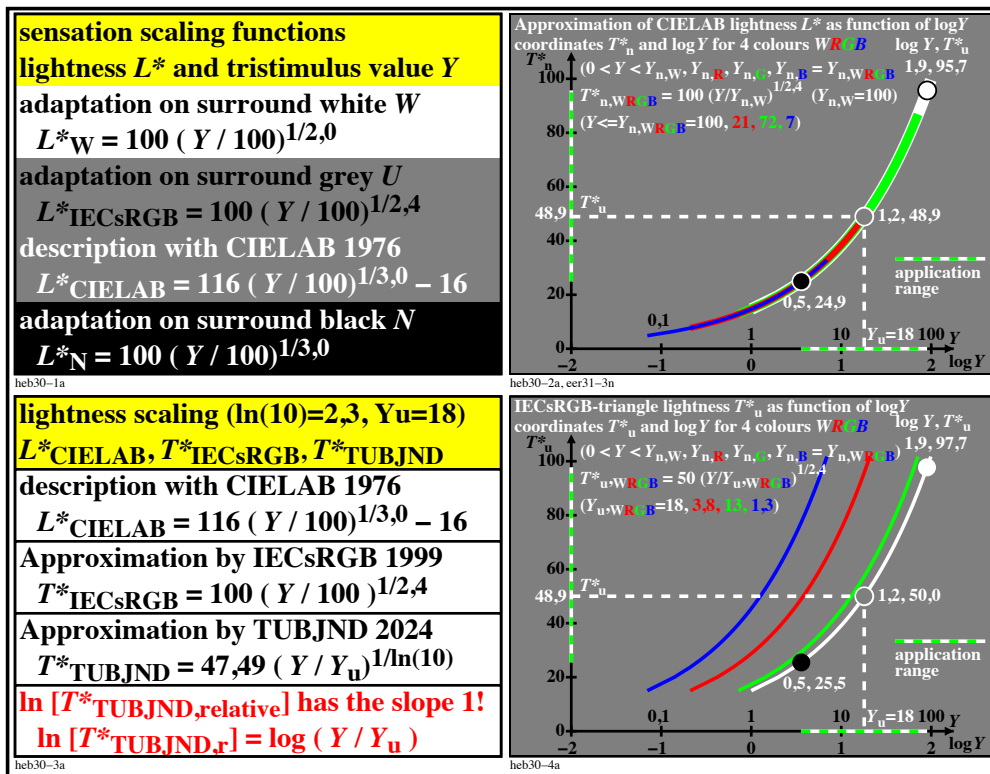 sensation scaling functions
lightness L* and tristimulus value Y
adaptation on surround white W
L*W = 100 ( Y / 100)1/2,0
adaptation on surround grey U
L*IECsRGB = 100 ( Y / 100)1/2,4
description with CIELAB 1976
L*CIELAB = 116 ( Y / 100)1/3,0 – 16
adaptation on surround black N
L*N = 100 ( Y / 100)1/3,0
heb30-1a
Approximation of CIELAB lightness L* as function of logY
coordinates T*n and logY for 4 colours WRGB
log Y, T*u
T*n
(0 < Y < Yn,W, Yn,R, Yn,G, Yn,B = Yn,WRGB
1,9, 95,7
100
T*n,WRGB = 100 (Y/Yn,W)1/2,4 (Yn,W=100)
80
(Y<=Yn,WRGB=100, 21, 72, 7)
60
T*u
48,9
1,2, 48,9
40
application
range
20
0,5, 24,9
0,1 1 10 Yu=18 100 Y
0
−2 −1 0 1 2 logY
heb30-2a, eer31-3n
lightness scaling (ln(10)=2,3, Yu=18)
L*CIELAB, T*IECsRGB, T*TUBJND
description with CIELAB 1976
L*CIELAB = 116 ( Y / 100)1/3,0 – 16
Approximation by IECsRGB 1999
T*IECsRGB = 100 ( Y / 100 )1/2,4
Approximation by TUBJND 2024
T*TUBJND = 47,49 ( Y / Yu)1/ln(10)
ln [T*TUBJND,relative] has the slope 1!
ln [T*TUBJND,r] = log ( Y / Yu )
heb30-3a
IECsRGB-triangle lightness T*u as function of logY
coordinates T*u and logY for 4 colours WRGB
log Y, T*u
T*u
(0 < Y < Yn,W, Yn,R, Yn,G, Yn,B = Yn,WRGB)
1,9, 97,7
100
T*u,WRGB = 50 (Y/Yu,WRGB)1/2,4
80
(Yu,WRGB=18, 3,8, 13, 1,3)
60
T*u
48,9
1,2, 50,0
40
application
range
20
0,5, 25,5
0,1 1 10 Yu=18 100 Y
0
−2 −1 0 1 2 logY
heb30-4a